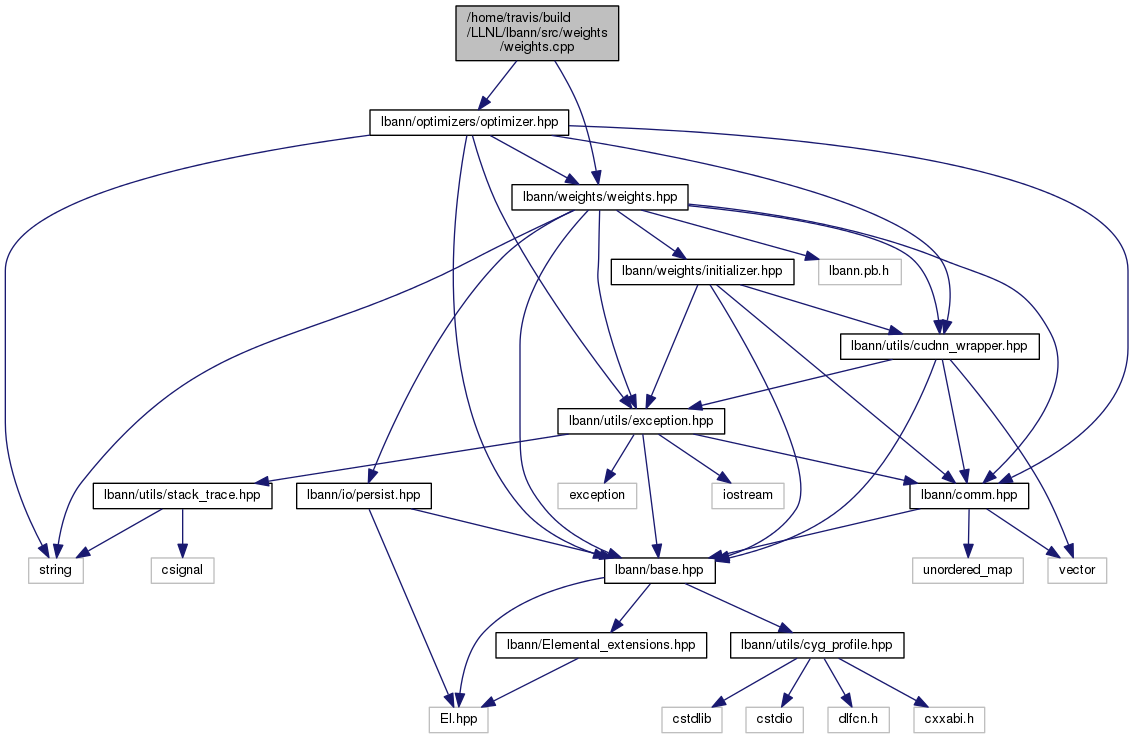 /home/travis/build
/LLNL/lbann/src/weights
/weights.cpp
lbann/optimizers/optimizer.hpp
lbann/weights/weights.hpp
lbann/weights/initializer.hpp
lbann.pb.h
lbann/utils/cudnn_wrapper.hpp
lbann/utils/exception.hpp
lbann/utils/stack_trace.hpp
lbann/io/persist.hpp
exception
iostream
lbann/comm.hpp
string
csignal
lbann/base.hpp
unordered_map
vector
lbann/Elemental_extensions.hpp
lbann/utils/cyg_profile.hpp
El.hpp
cstdlib
cstdio
dlfcn.h
cxxabi.h